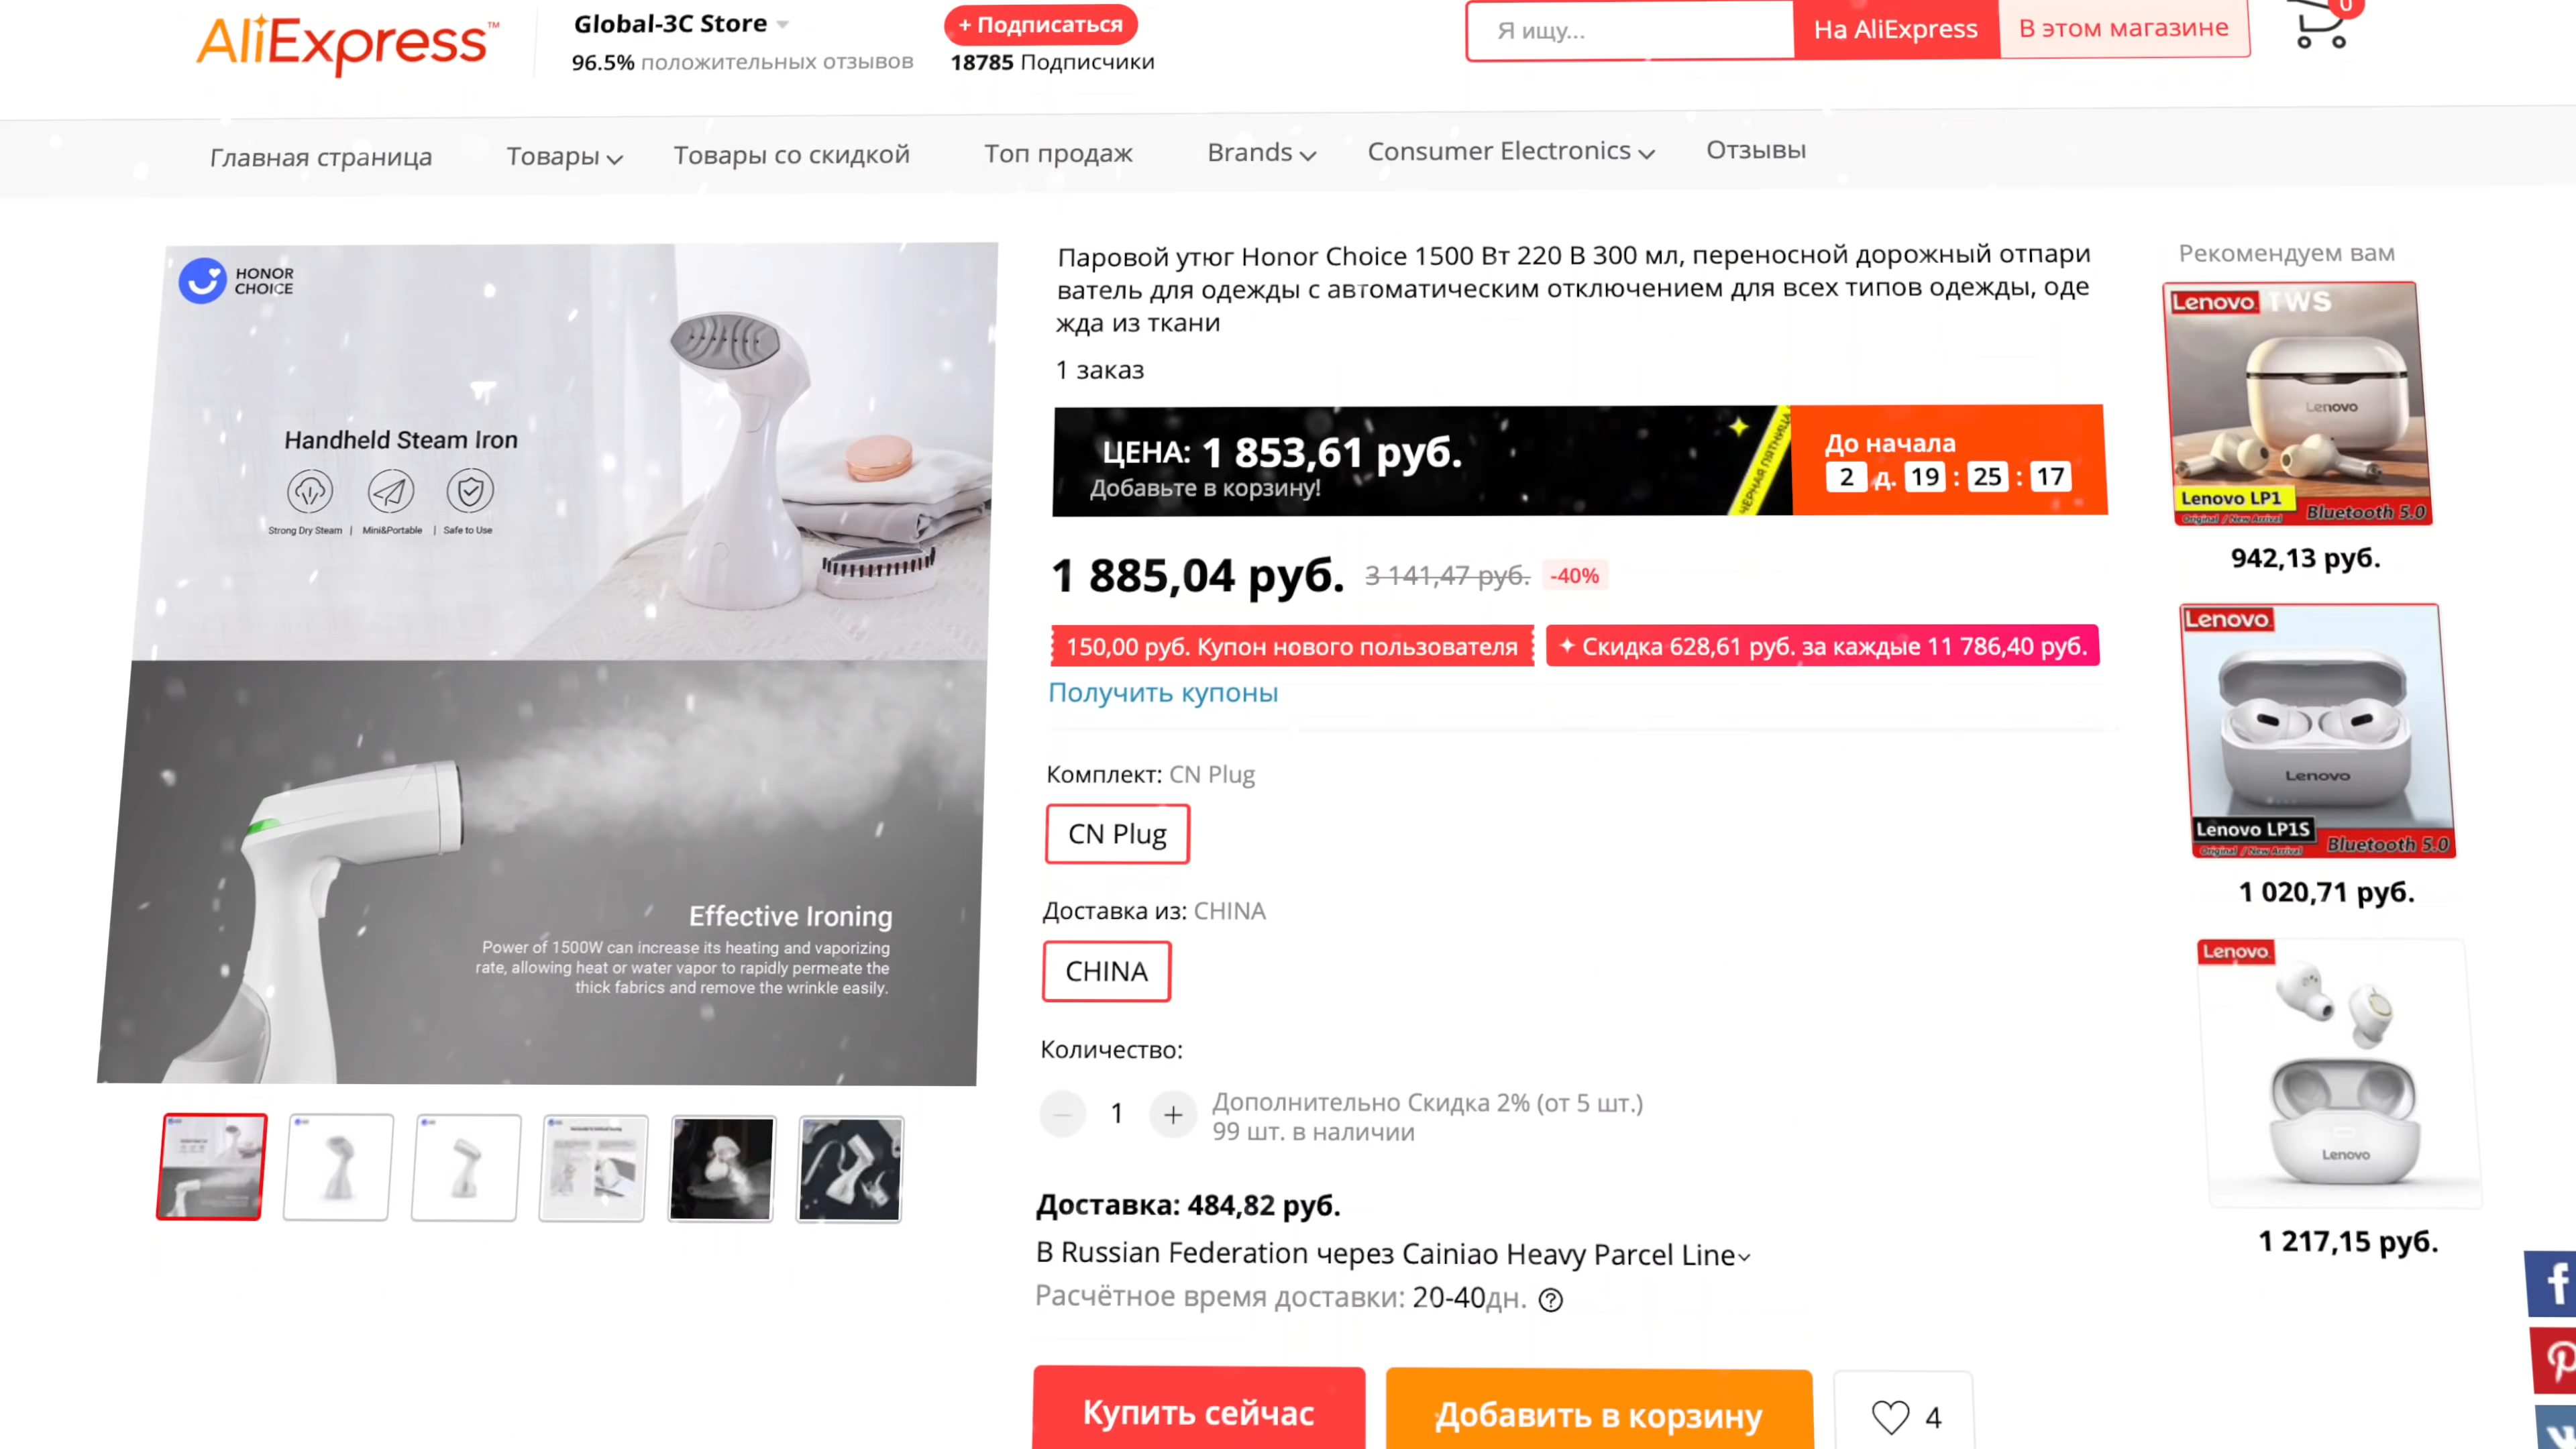 AliExpress™
Global-3C Store
96.5% положительных отзывов
+ Подписаться
18785 Подписчики
Я ищу...
На AliExpress
В этом магазине
0
Главная страница
Товары
Товары со скидкой
Топ продаж
Brands
Consumer Electronics
Отзывы
HONOR
CHOICE
Handheld Steam Iron
Strong Dry Steam | Mini&Portable | Safe to Use
Effective Ironing
Power of 1500W can increase its heating and vaporizing
rate, allowing heat or water vapor to rapidly permeate the
thick fabrics and remove the wrinkle easily.
Паровой утюг Honor Choice 1500 Вт 220 В 300 мл, переносной дорожный отпари
ватель для одежды с автоматическим отключением для всех типов одежды, оде
жда из ткани
1 заказ
ЦЕНА: 1 853,61 руб.
Добавьте в корзину!
ЧЕРНАЯ ПЯТНИЦА
До начала
2 д. 19 : 25 : 17
1 885,04 руб. 3 141,47 руб. -40%
150,00 руб. Купон нового пользователя
Скидка 628,61 руб. за каждые 11 786,40 руб.
Получить купоны
Комплект: CN Plug
CN Plug
Доставка из: CHINA
CHINA
Количество:
1 +
Дополнительно Скидка 2% (от 5 шт.)
99 шт. в наличии
Доставка: 484,82 руб.
В Russian Federation через Cainiao Heavy Parcel Line
Расчётное время доставки: 20-40дн. ?
Купить сейчас
Добавить в корзину
4
Рекомендуем вам
Lenovo TWS
Lenovo
Lenovo LP1
Original / New Arrival
Bluetooth 5.0
942,13 руб.
Lenovo
Lenovo
Lenovo LP1S
Original / New Arrival
Bluetooth 5.0
1 020,71 руб.
Lenovo
Lenovo
1 217,15 руб.